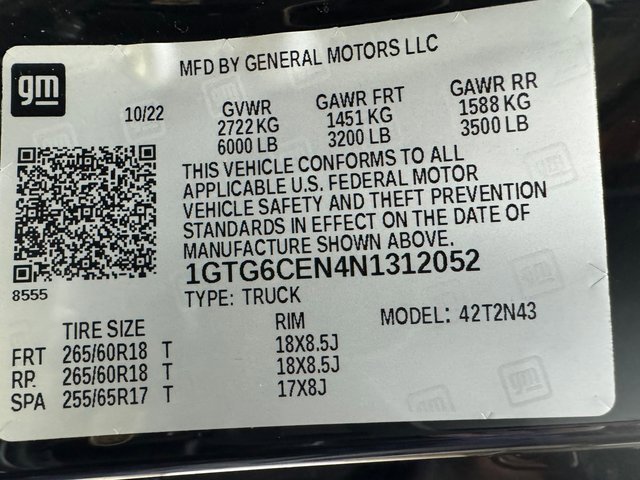 MFD BY GENERAL MOTORS LLC
gm
10/22
GVWR GAWR FRT GAWR RR
2722 KG 1451 KG 1588 KG
6000 LB 3200 LB 3500 LB
THIS VEHICLE CONFORMS TO ALL
APPLICABLE U.S. FEDERAL MOTOR
VEHICLE SAFETY AND THEFT PREVENTION
STANDARDS IN EFFECT ON THE DATE OF
MANUFACTURE SHOWN ABOVE.
1GTG6CEN4N1312052
8555
TYPE: TRUCK MODEL: 42T2N43
TIRE SIZE RIM
FRT 265/60R18 T 18X8.5J
RP. 265/60R18 T 18X8.5J
SPA 255/65R17 T 17X8J
gm